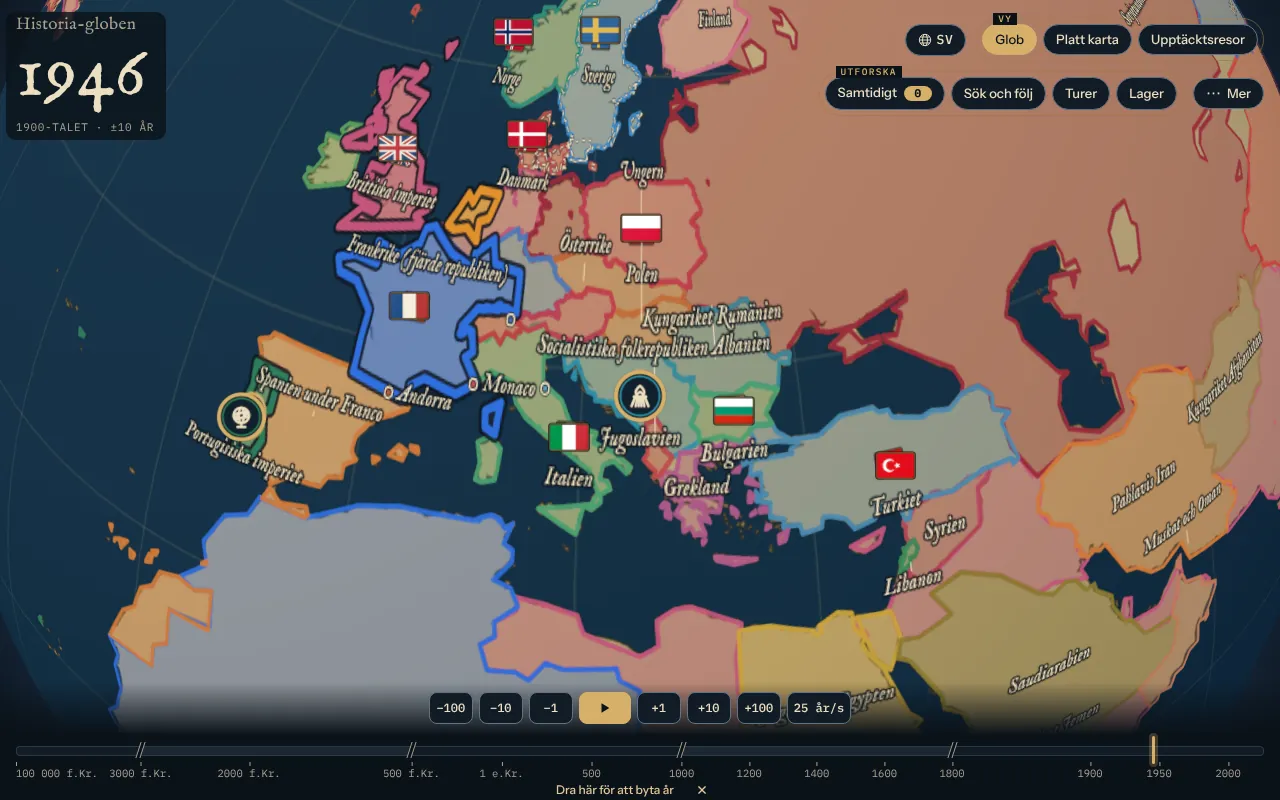 Historia-globen
1946
1900-TALET · ±10 ÅR
SV
VY
Glob
Platt karta
Upptäcktsresor
UTFORSKA
Samtidigt 0
Sök och följ
Turer
Lager
··· Mer
Finland
Norge
Sverige
Danmark
Ungern
Brittiska imperiet
Österrike
Polen
Frankrike (fjärde republiken)
Kungariket Rumänien
Socialistiska folkrepubliken Albanien
Kungariket Afghanistan
Spanien under Franco
Andorra
Monaco
Portugisiska imperiet
Jugoslavien
Bulgarien
Italien
Grekland
Turkiet
Syrien
Libanon
Pahlavis Iran
Muskat och Oman
Saudiarabien
Egypten
Yemen
-100
-10
-1
+1
+10
+100
25 år/s
100 000 f.Kr.
3000 f.Kr.
2000 f.Kr.
500 f.Kr.
1 e.Kr.
500
1000
1200
1400
1600
1800
1900
1950
2000
Dra här för att byta år ✕